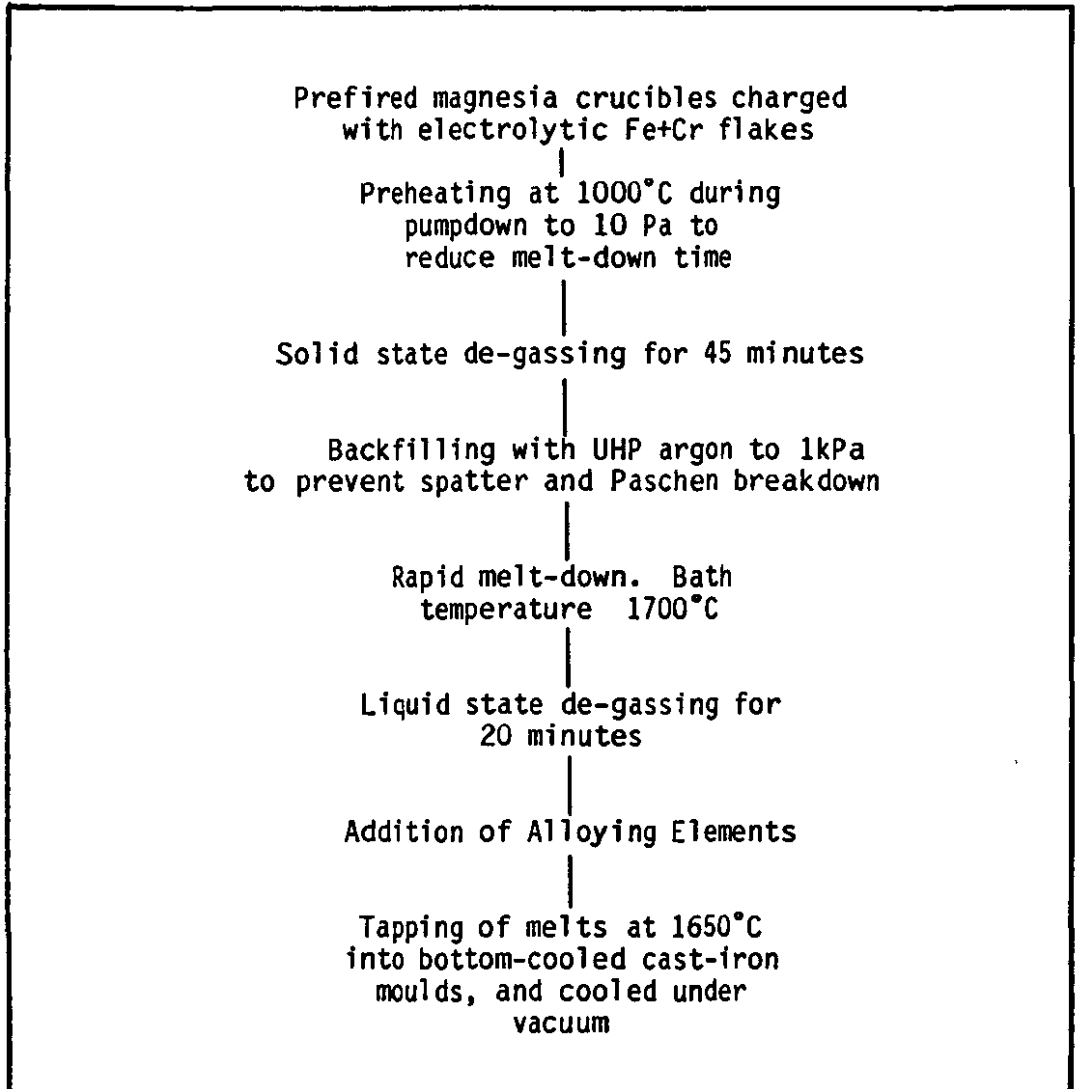 Prefired magnesia crucibles charged
with electrolytic Fe+Cr flakes
Preheating at 1000°C during
pumpdown to 10 Pa to
reduce melt-down time
Solid state de-gassing for 45 minutes
Backfilling with UHP argon to 1kPa
to prevent spatter and Paschen breakdown
Rapid melt-down. Bath
temperature 1700°C
Liquid state de-gassing for
20 minutes
Addition of Alloying Elements
Tapping of melts at 1650°C
into bottom-cooled cast-iron
moulds, and cooled under
vacuum